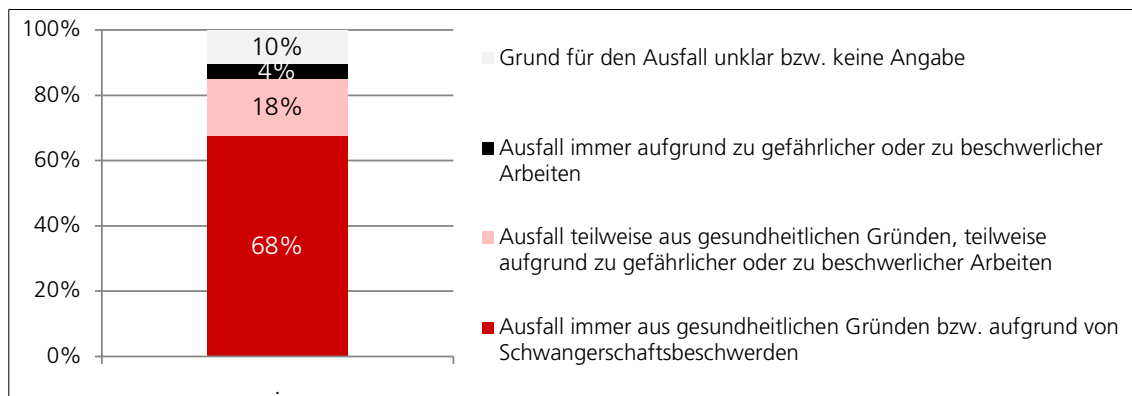 100%
80%
60%
40%
20%
0%
10%
4%
18%
68%
Grund für den Ausfall unklar bzw. keine Angabe
Ausfall immer aufgrund zu gefährlicher oder zu beschwerlicher
Arbeiten
Ausfall teilweise aus gesundheitlichen Gründen, teilweise
aufgrund zu gefährlicher oder zu beschwerlicher Arbeiten
Ausfall immer aus gesundheitlichen Gründen bzw. aufgrund von
Schwangerschaftsbeschwerden